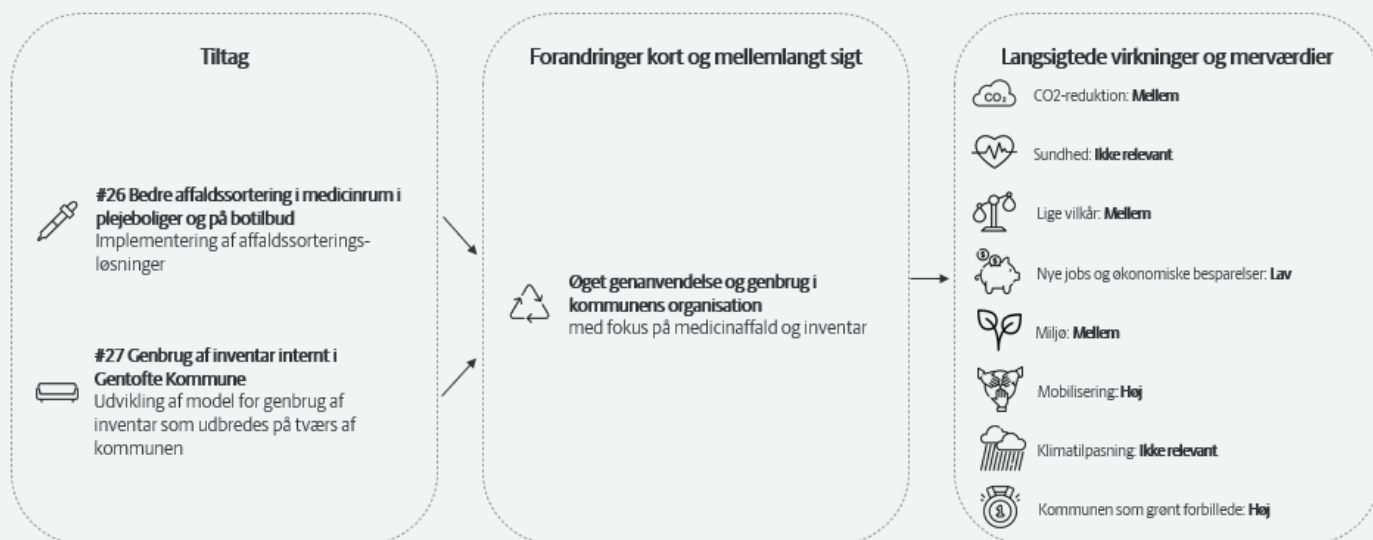 Tiltag
#26 Bedre affaldssortering i medicinrum i
plejeboliger og på botilbud
Implementering af affaldssorterings-
løsninger
#27 Genbrug af inventar internt i
Gentofte Kommune
Udvikling af model for genbrug af
inventar som udbredes på tværs af
kommunen
Forandringer kort og mellemlangt sigt
Øget genanvendelse og genbrug i
kommunens organisation
med fokus på medicinaffald og inventar
Langsigtede virkninger og merværdier
CO₂
CO2-reduktion: Mellem
Sundhed: Ikke relevant
Lige vilkår: Mellem
$ $
Nye jobs og økonomiske besparelser: Lav
Miljø: Mellem
Mobilisering: Høj
Klimatilpasning: Ikke relevant
1
Kommunen som grønt forbillede: Høj